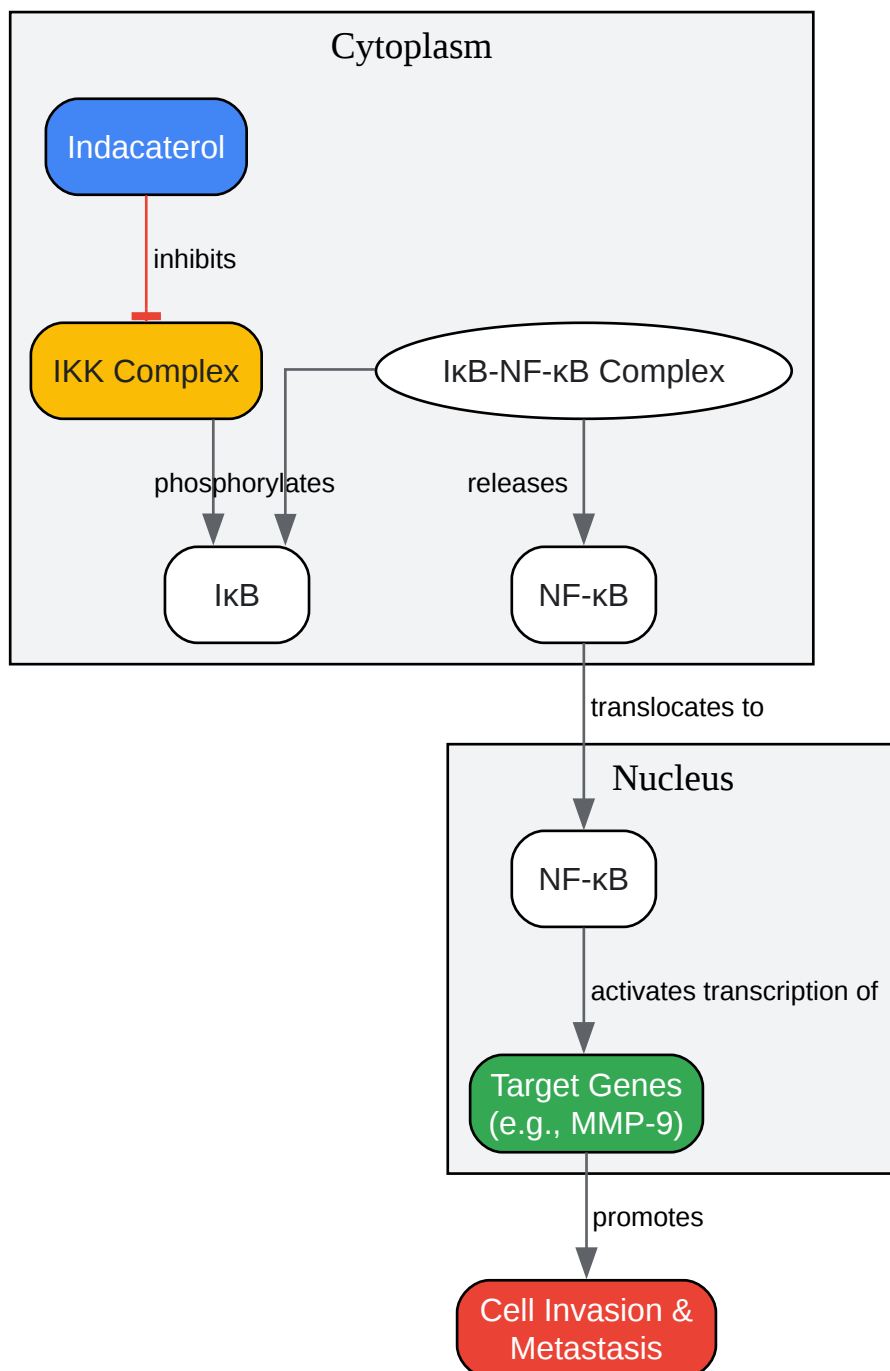 Cytoplasm
Indacaterol
inhibits
IKK Complex
IκB-NF-κB Complex
phosphorylates
releases
IκB
NF-κB
translocates to
Nucleus
NF-κB
activates transcription of
Target Genes
(e.g., MMP-9)
promotes
Cell Invasion &
Metastasis